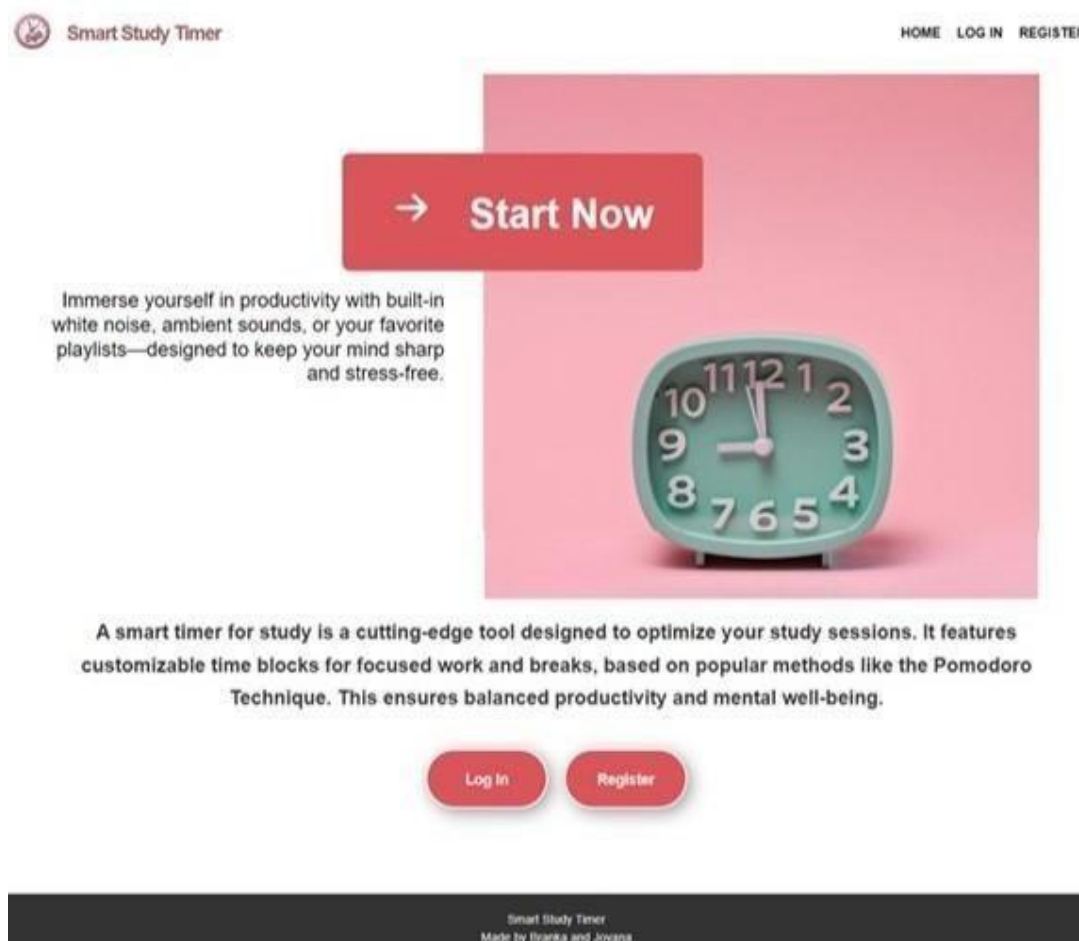 Smart Study Timer
HOME LOG IN REGISTER
→ Start Now
Immerse yourself in productivity with built-in
white noise, ambient sounds, or your favorite
playlists—designed to keep your mind sharp
and stress-free.
11 12 1
10 2
9 3
8 4
7 6 5
A smart timer for study is a cutting-edge tool designed to optimize your study sessions. It features
customizable time blocks for focused work and breaks, based on popular methods like the Pomodoro
Technique. This ensures balanced productivity and mental well-being.
Log In Register
Smart Study Timer
Made by Branka and Jovana